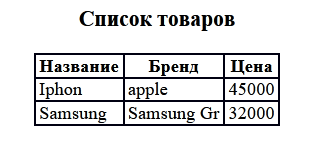 Список товаров
Название Бренд Цена
Iphon apple 45000
Samsung Samsung Gr 32000